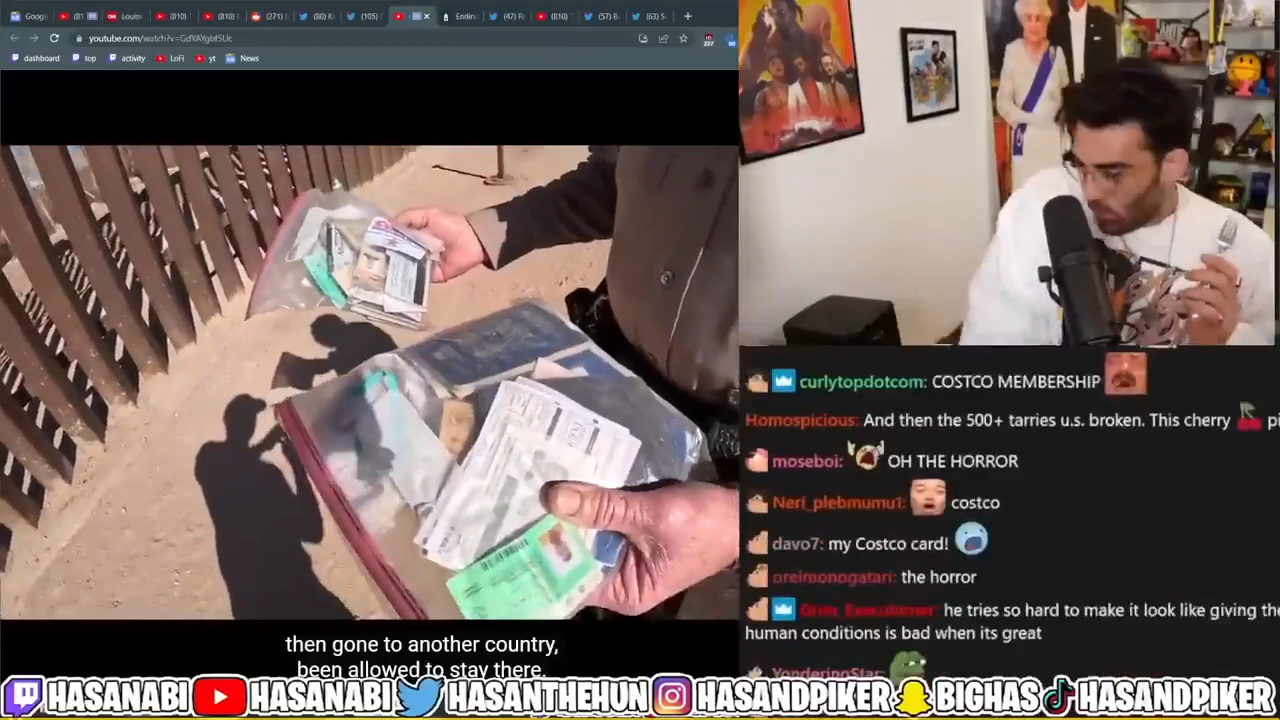 youtube.com/watch?v=GdYAYgbf5Uc
dashboard top activity LoFi yt News
curlytopdotcom: COSTCO MEMBERSHIP
Homospicious: And then the 500+ tarries u.s. broken. This cherry pi
moseboi: OH THE HORROR
Neri_plebmumu1: costco
davo7: my Costco card!
oreimonogatari: the horror
he tries so hard to make it look like giving the
human conditions is bad when its great
YonderingStar:
then gone to another country,
been allowed to stay there.
HASANABI HASANABI HASANTHEHUN HASANDPIKER BIGHAS HASANDPIKER